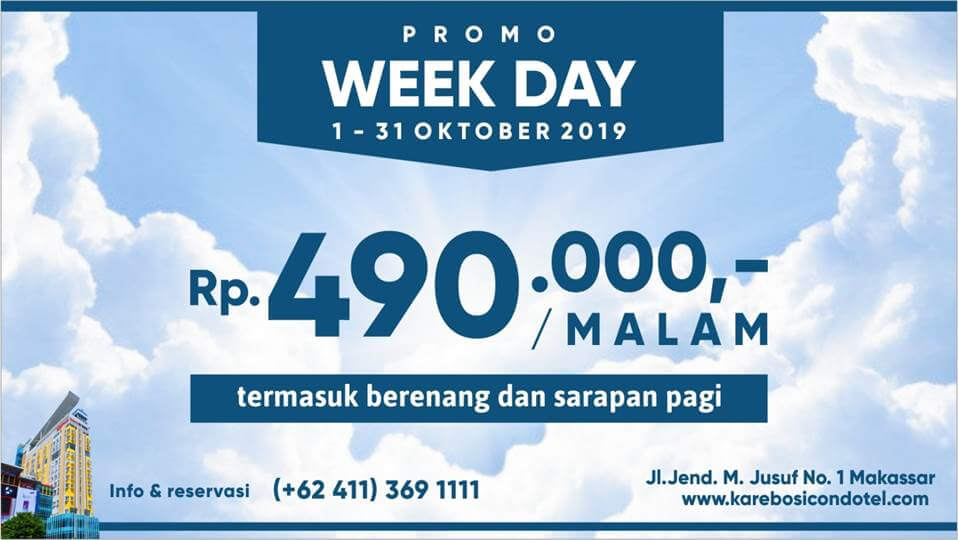 PROMO
WEEK DAY
1 - 31 OKTOBER 2019
Rp.490.000,-
/MALAM
termasuk berenang dan sarapan pagi
Info & reservasi (+62 411) 369 1111
Jl.Jend. M. Jusuf No. 1 Makassar
www.karebosicondotel.com